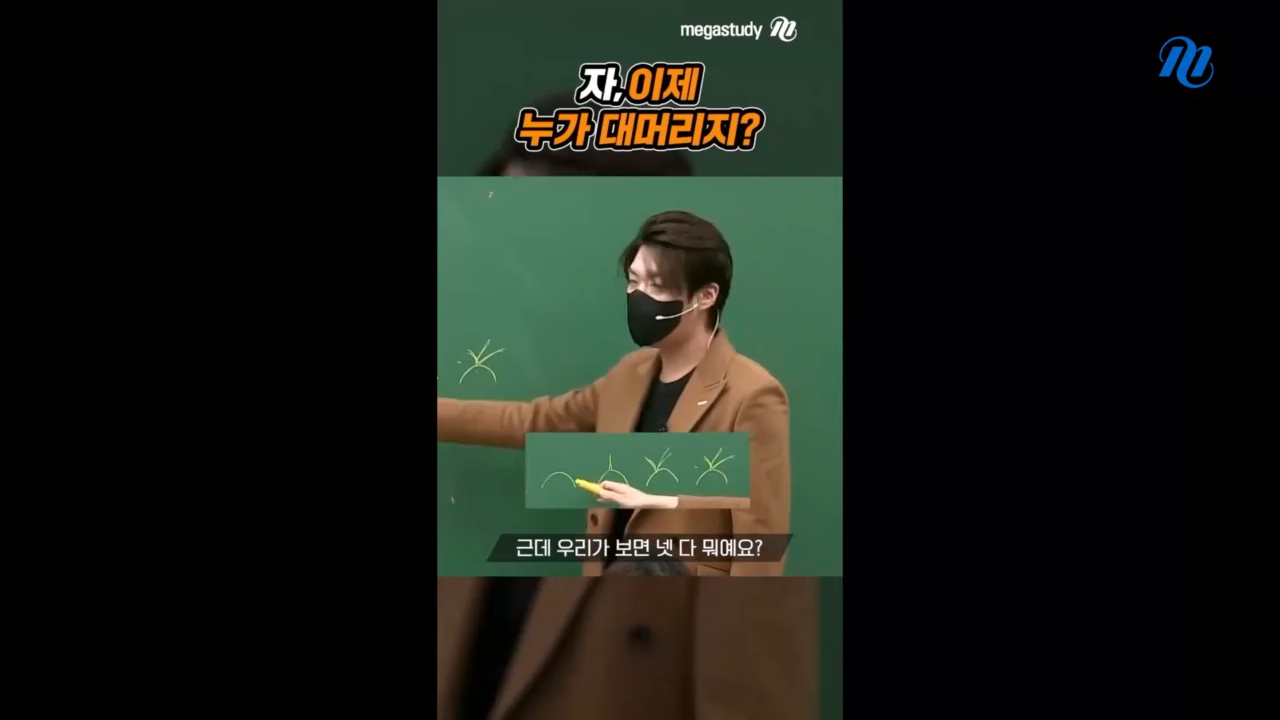 megastudy
자, 이제
누가 대머리지?
근데 우리가 보면 넷 다 뭐예요?